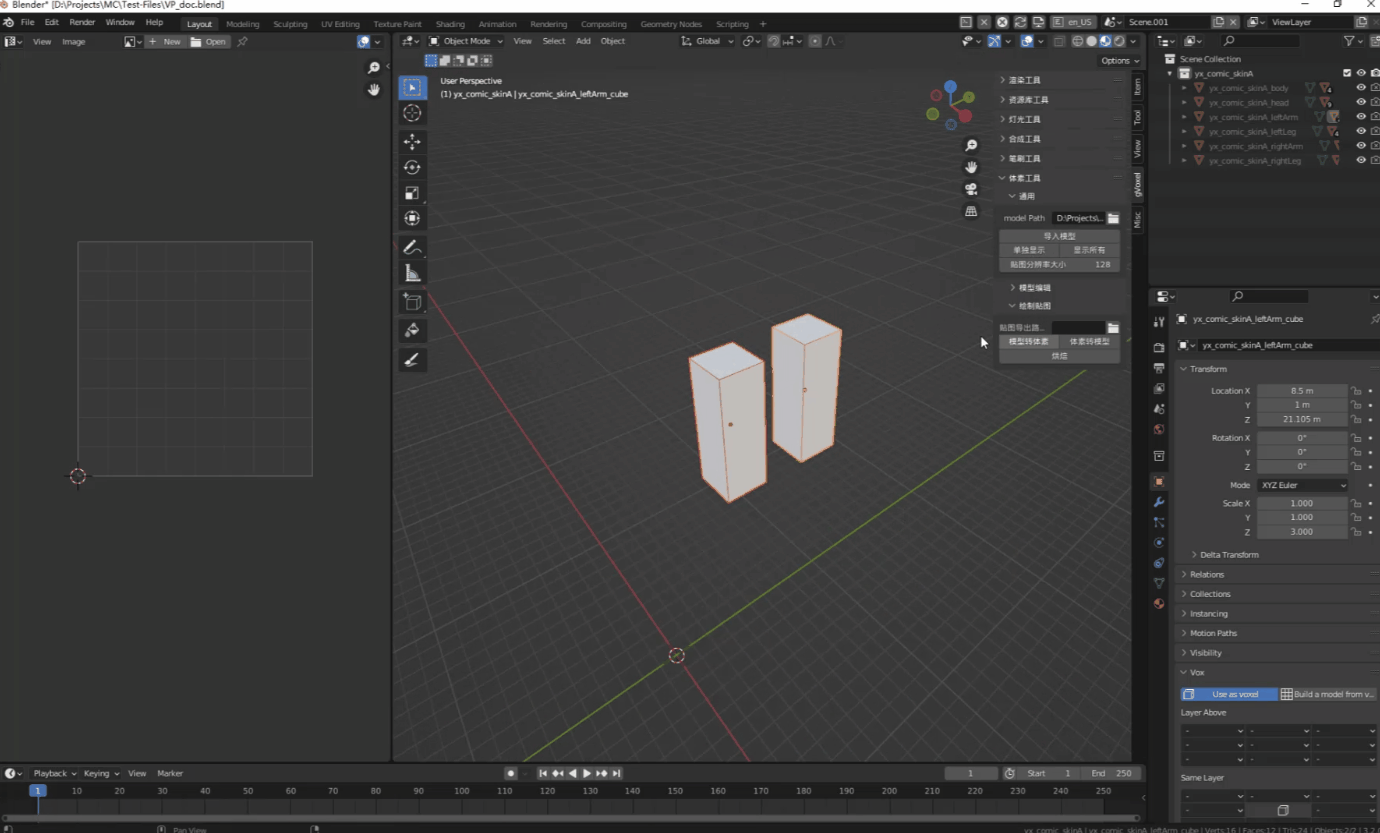 Blender* [D:\Projects\MC\Test-Files\VP_doc.blend]
File Edit Render Window Help Layout Modeling Sculpting UV Editing Texture Paint Shading Animation Rendering Compositing Geometry Nodes Scripting + en_US Scene.001 ViewLayer
View Image + New Open
Object Mode View Select Add Object Global
Options
User Perspective
(1) yx_comic_skinA | yx_comic_skinA_leftArm_cube
渲染工具
资源库工具
灯光工具
合成工具
笔刷工具
体素工具
通用
model Path D:\Projects\...
导入模型
单独显示 显示所有
贴图分辨率大小 128
模型编辑
绘制贴图
贴图导出路...
模型转体素 体素转模型
烘焙
Item
Tool
View
gVoxel
Misc
Scene Collection
yx_comic_skinA
yx_comic_skinA_body 4
yx_comic_skinA_head 9
yx_comic_skinA_leftArm
yx_comic_skinA_leftLeg 4
yx_comic_skinA_rightArm
yx_comic_skinA_rightLeg
yx_comic_skinA_leftArm_cube
yx_comic_skinA_leftArm_cube
Transform
Location X 8.5 m
Y 1 m
Z 21.105 m
Rotation X 0°
Y 0°
Z 0°
Mode XYZ Euler
Scale X 1.000
Y 1.000
Z 3.000
Delta Transform
Relations
Collections
Instancing
Motion Paths
Visibility
Vox
Use as voxel Build a model from v...
Layer Above
- - -
- - -
- - -
Same Layer
- - -
- -
Playback Keying View Marker 1 Start 1 End 250
1 10 20 30 40 50 60 70 80 90 100 110 120 130 140 150 160 170 180 190 200 210 220 230 240 250
Pan View yx_comic_skinA | yx_comic_skinA_leftArm_cube | Verts:16 | Faces:12 | Tris:24 | Objects:2/2 | 3.2